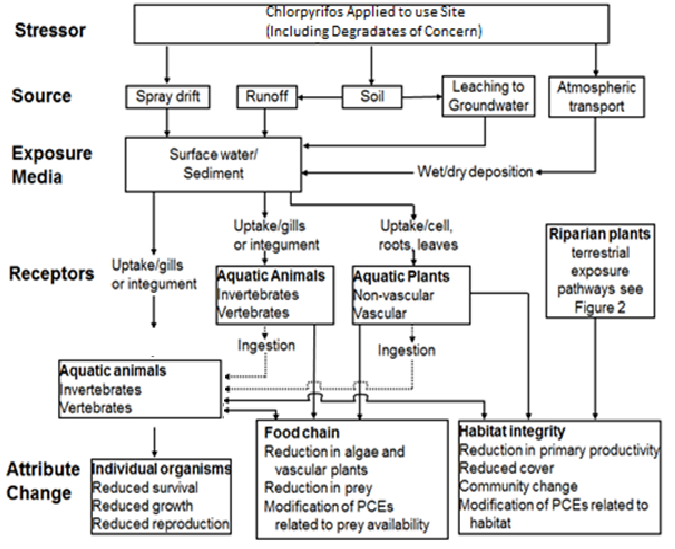 Chlorpyrifos Applied to use Site
(Including Degradates of Concern)
Stressor
Source
Spray drift
Runoff
Soil
Leaching to
Groundwater
Atmospheric
transport
Exposure
Media
Surface water/
Sediment
Wet/dry deposition
Uptake/gills
or integument
Uptake/gills
or integument
Uptake/cell,
roots, leaves
Riparian plants
terrestrial
exposure
pathways see
Figure 2
Receptors
Aquatic Animals
Invertebrates
Vertebrates
Aquatic Plants
Non-vascular
Vascular
Ingestion
Ingestion
Aquatic animals
Invertebrates
Vertebrates
Attribute
Change
Individual organisms
Reduced survival
Reduced growth
Reduced reproduction
Food chain
Reduction in algae and
vascular plants
Reduction in prey
Modification of PCEs
related to prey availability
Habitat integrity
Reduction in primary productivity
Reduced cover
Community change
Modification of PCEs related to
habitat